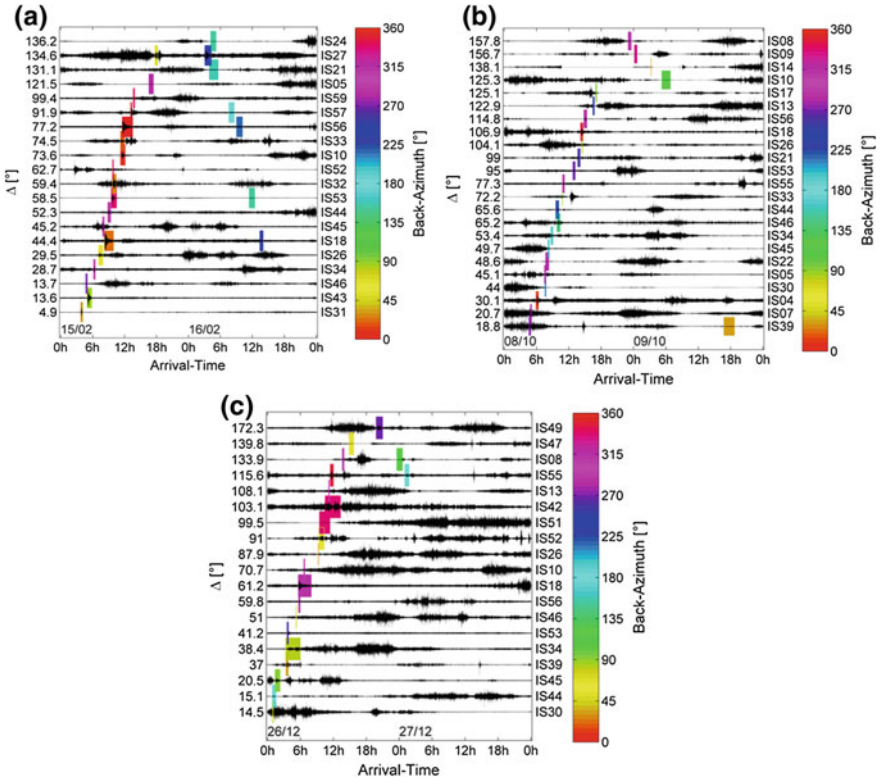 (a)
136.2 IS24
134.6 IS27
131.1 IS21
121.5 IS05
99.4 IS59
91.9 IS57
77.2 IS56
74.5 IS33
73.6 IS10
62.7 IS52
59.4 IS32
58.5 IS53
52.3 IS44
45.2 IS45
44.4 IS18
29.5 IS26
28.7 IS34
13.7 IS46
13.6 IS43
4.9 IS31
Δ [°]
15/02 16/02
0h 6h 12h 18h 0h 6h 12h 18h 0h
Arrival-Time
360
315
270
225
180
135
90
45
0
Back-Azimuth [°]
(b)
157.8 IS08
156.7 IS09
138.1 IS14
125.3 IS10
125.1 IS17
122.9 IS13
114.8 IS56
106.9 IS18
104.1 IS26
99 IS21
95 IS53
77.3 IS55
72.2 IS33
65.6 IS44
65.2 IS46
53.4 IS34
49.7 IS45
48.6 IS22
45.1 IS05
44 IS30
30.1 IS04
20.7 IS07
18.8 IS39
Δ [°]
08/10 09/10
0h 6h 12h 18h 0h 6h 12h 18h 0h
Arrival-Time
360
315
270
225
180
135
90
45
0
Back-Azimuth [°]
(c)
172.3 IS49
139.8 IS47
133.9 IS08
115.6 IS55
108.1 IS13
103.1 IS42
99.5 IS51
91 IS52
87.9 IS26
70.7 IS10
61.2 IS18
59.8 IS56
51 IS46
41.2 IS53
38.4 IS34
37 IS39
20.5 IS45
15.1 IS44
14.5 IS30
Δ [°]
26/12 27/12
0h 6h 12h 18h 0h 6h 12h 18h 0h
Arrival-Time
360
315
270
225
180
135
90
45
0
Back-Azimuth [°]